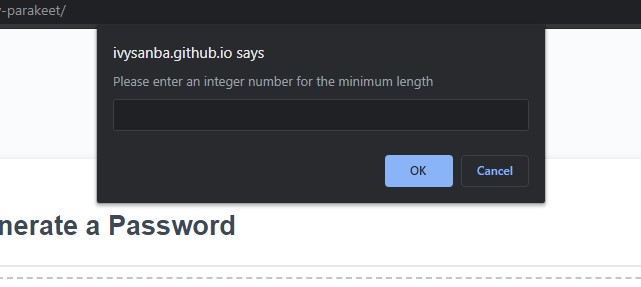 -parakeet/
ivysanba.github.io says
Please enter an integer number for the minimum length
OK
Cancel
nerate a Password